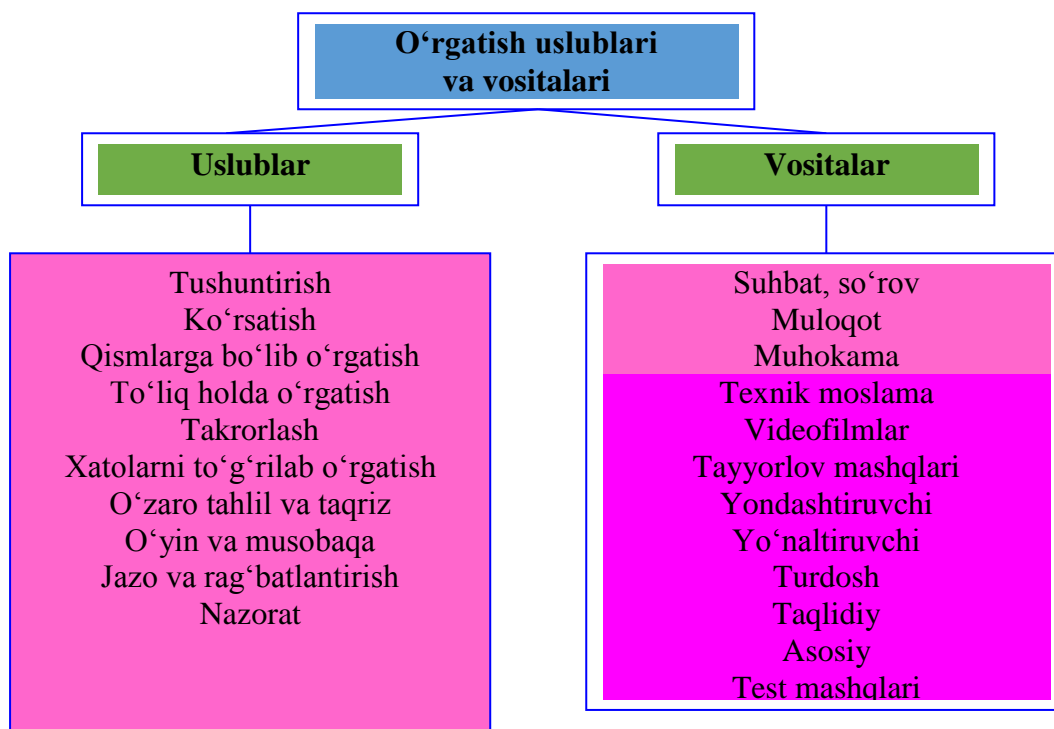 O‘rgatish uslublari
va vositalari
Uslublar
Vositalar
Tushuntirish
Ko‘rsatish
Qismlarga bo‘lib o‘rgatish
To‘liq holda o‘rgatish
Takrorlash
Xatolarni to‘g‘rilab o‘rgatish
O‘zaro tahlil va taqriz
O‘yin va musobaqa
Jazo va rag‘batlantirish
Nazorat
Suhbat, so‘rov
Muloqot
Muhokama
Texnik moslama
Videofilmlar
Tayyorlov mashqlari
Yondashtiruvchi
Yo‘naltiruvchi
Turdosh
Taqlidiy
Asosiy
Test mashqlari